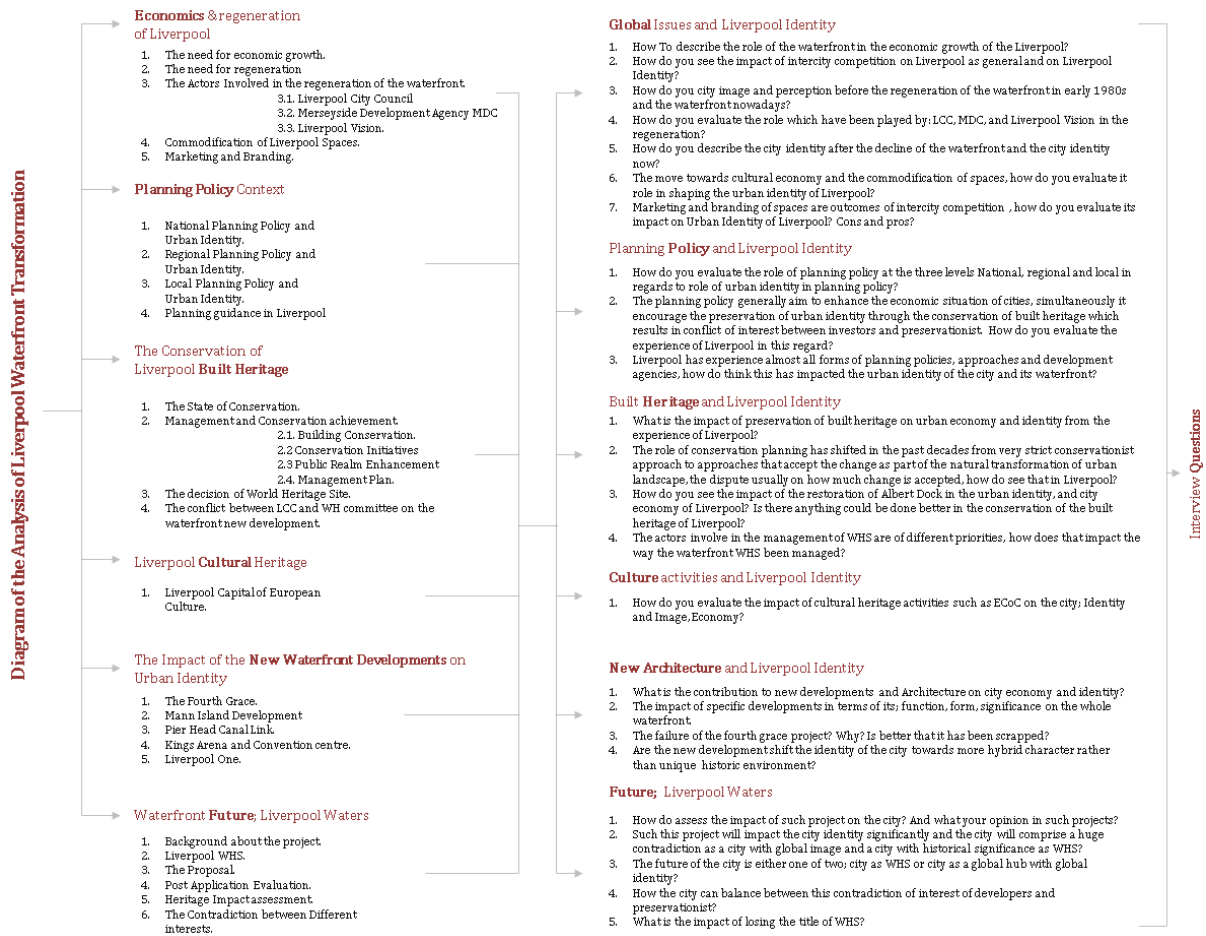 Diagram of the Analysis of Liverpool Waterfront Transformation
Economics & regeneration
of Liverpool
1. The need for economic growth.
2. The need for regeneration
3. The Actors Involved in the regeneration of the waterfront.
3.1. Liverpool City Council
3.2. Merseyside Development Agency MDC
3.3. Liverpool Vision.
4. Commodification of Liverpool Spaces.
5. Marketing and Branding.
Planning Policy Context
1. National Planning Policy and
Urban Identity.
2. Regional Planning Policy and
Urban Identity.
3. Local Planning Policy and
Urban Identity.
4. Planning guidance in Liverpool
The Conservation of
Liverpool Built Heritage
1. The State of Conservation.
2. Management and Conservation achievement.
2.1. Building Conservation.
2.2 Conservation Initiatives
2.3 Public Realm Enhancement
2.4. Management Plan.
3. The decision of World Heritage Site.
4. The conflict between LCC and WH committee on the
waterfront new development.
Liverpool Cultural Heritage
1. Liverpool Capital of European
Culture.
The Impact of the New Waterfront Developments on
Urban Identity
1. The Fourth Grace.
2. Mann Island Development
3. Pier Head Canal Link.
4. Kings Arena and Convention centre.
5. Liverpool One.
Waterfront Future; Liverpool Waters
1. Background about the project.
2. Liverpool WHS.
3. The Proposal.
4. Post Application Evaluation.
5. Heritage Impact assessment.
6. The Contradiction between Different
interests.
Global Issues and Liverpool Identity
1. How To describe the role of the waterfront in the economic growth of the Liverpool?
2. How do you see the impact of intercity competition on Liverpool as general and on Liverpool
Identity?
3. How do you city image and perception before the regeneration of the waterfront in early 1980s
and the waterfront nowadays?
4. How do you evaluate the role which have been played by: LCC, MDC, and Liverpool Vision in the
regeneration?
5. How do you describe the city identity after the decline of the waterfront and the city identity
now?
6. The move towards cultural economy and the commodification of spaces, how do you evaluate it
role in shaping the urban identity of Liverpool?
7. Marketing and branding of spaces are outcomes of intercity competition , how do you evaluate its
impact on Urban Identity of Liverpool? Cons and pros?
Planning Policy and Liverpool Identity
1. How do you evaluate the role of planning policy at the three levels National, regional and local in
regards to role of urban identity in planning policy?
2. The planning policy generally aim to enhance the economic situation of cities, simultaneously it
encourage the preservation of urban identity through the conservation of built heritage which
results in conflict of interest between investors and preservationist. How do you evaluate the
experience of Liverpool in this regard?
3. Liverpool has experience almost all forms of planning policies, approaches and development
agencies, how do think this has impacted the urban identity of the city and its waterfront?
Built Heritage and Liverpool Identity
1. What is the impact of preservation of built heritage on urban economy and identity from the
experience of Liverpool?
2. The role of conservation planning has shifted in the past decades from very strict conservationist
approach to approaches that accept the change as part of the natural transformation of urban
landscape, the dispute usually on how much change is accepted, how do see that in Liverpool?
3. How do you see the impact of the restoration of Albert Dock in the urban identity, and city
economy of Liverpool? Is there anything could be done better in the conservation of the built
heritage of Liverpool?
4. The actors involve in the management of WHS are of different priorities, how does that impact the
way the waterfront WHS been managed?
Culture activities and Liverpool Identity
1. How do you evaluate the impact of cultural heritage activities such as ECoC on the city; Identity
and Image, Economy?
New Architecture and Liverpool Identity
1. What is the contribution to new developments and Architecture on city economy and identity?
2. The impact of specific developments in terms of its; function, form, significance on the whole
waterfront.
3. The failure of the fourth grace project? Why? Is better that it has been scrapped?
4. Are the new development shift the identity of the city towards more hybrid character rather
than unique historic environment?
Future; Liverpool Waters
1. How do assess the impact of such project on the city? And what your opinion in such projects?
2. Such this project will impact the city identity significantly and the city will comprise a huge
contradiction as a city with global image and a city with historical significance as WHS?
3. The future of the city is either one of two; city as WHS or city as a global hub with global
identity?
4. How the city can balance between this contradiction of interest of developers and
preservationist?
5. What is the impact of losing the title of WHS?
Interview Questions